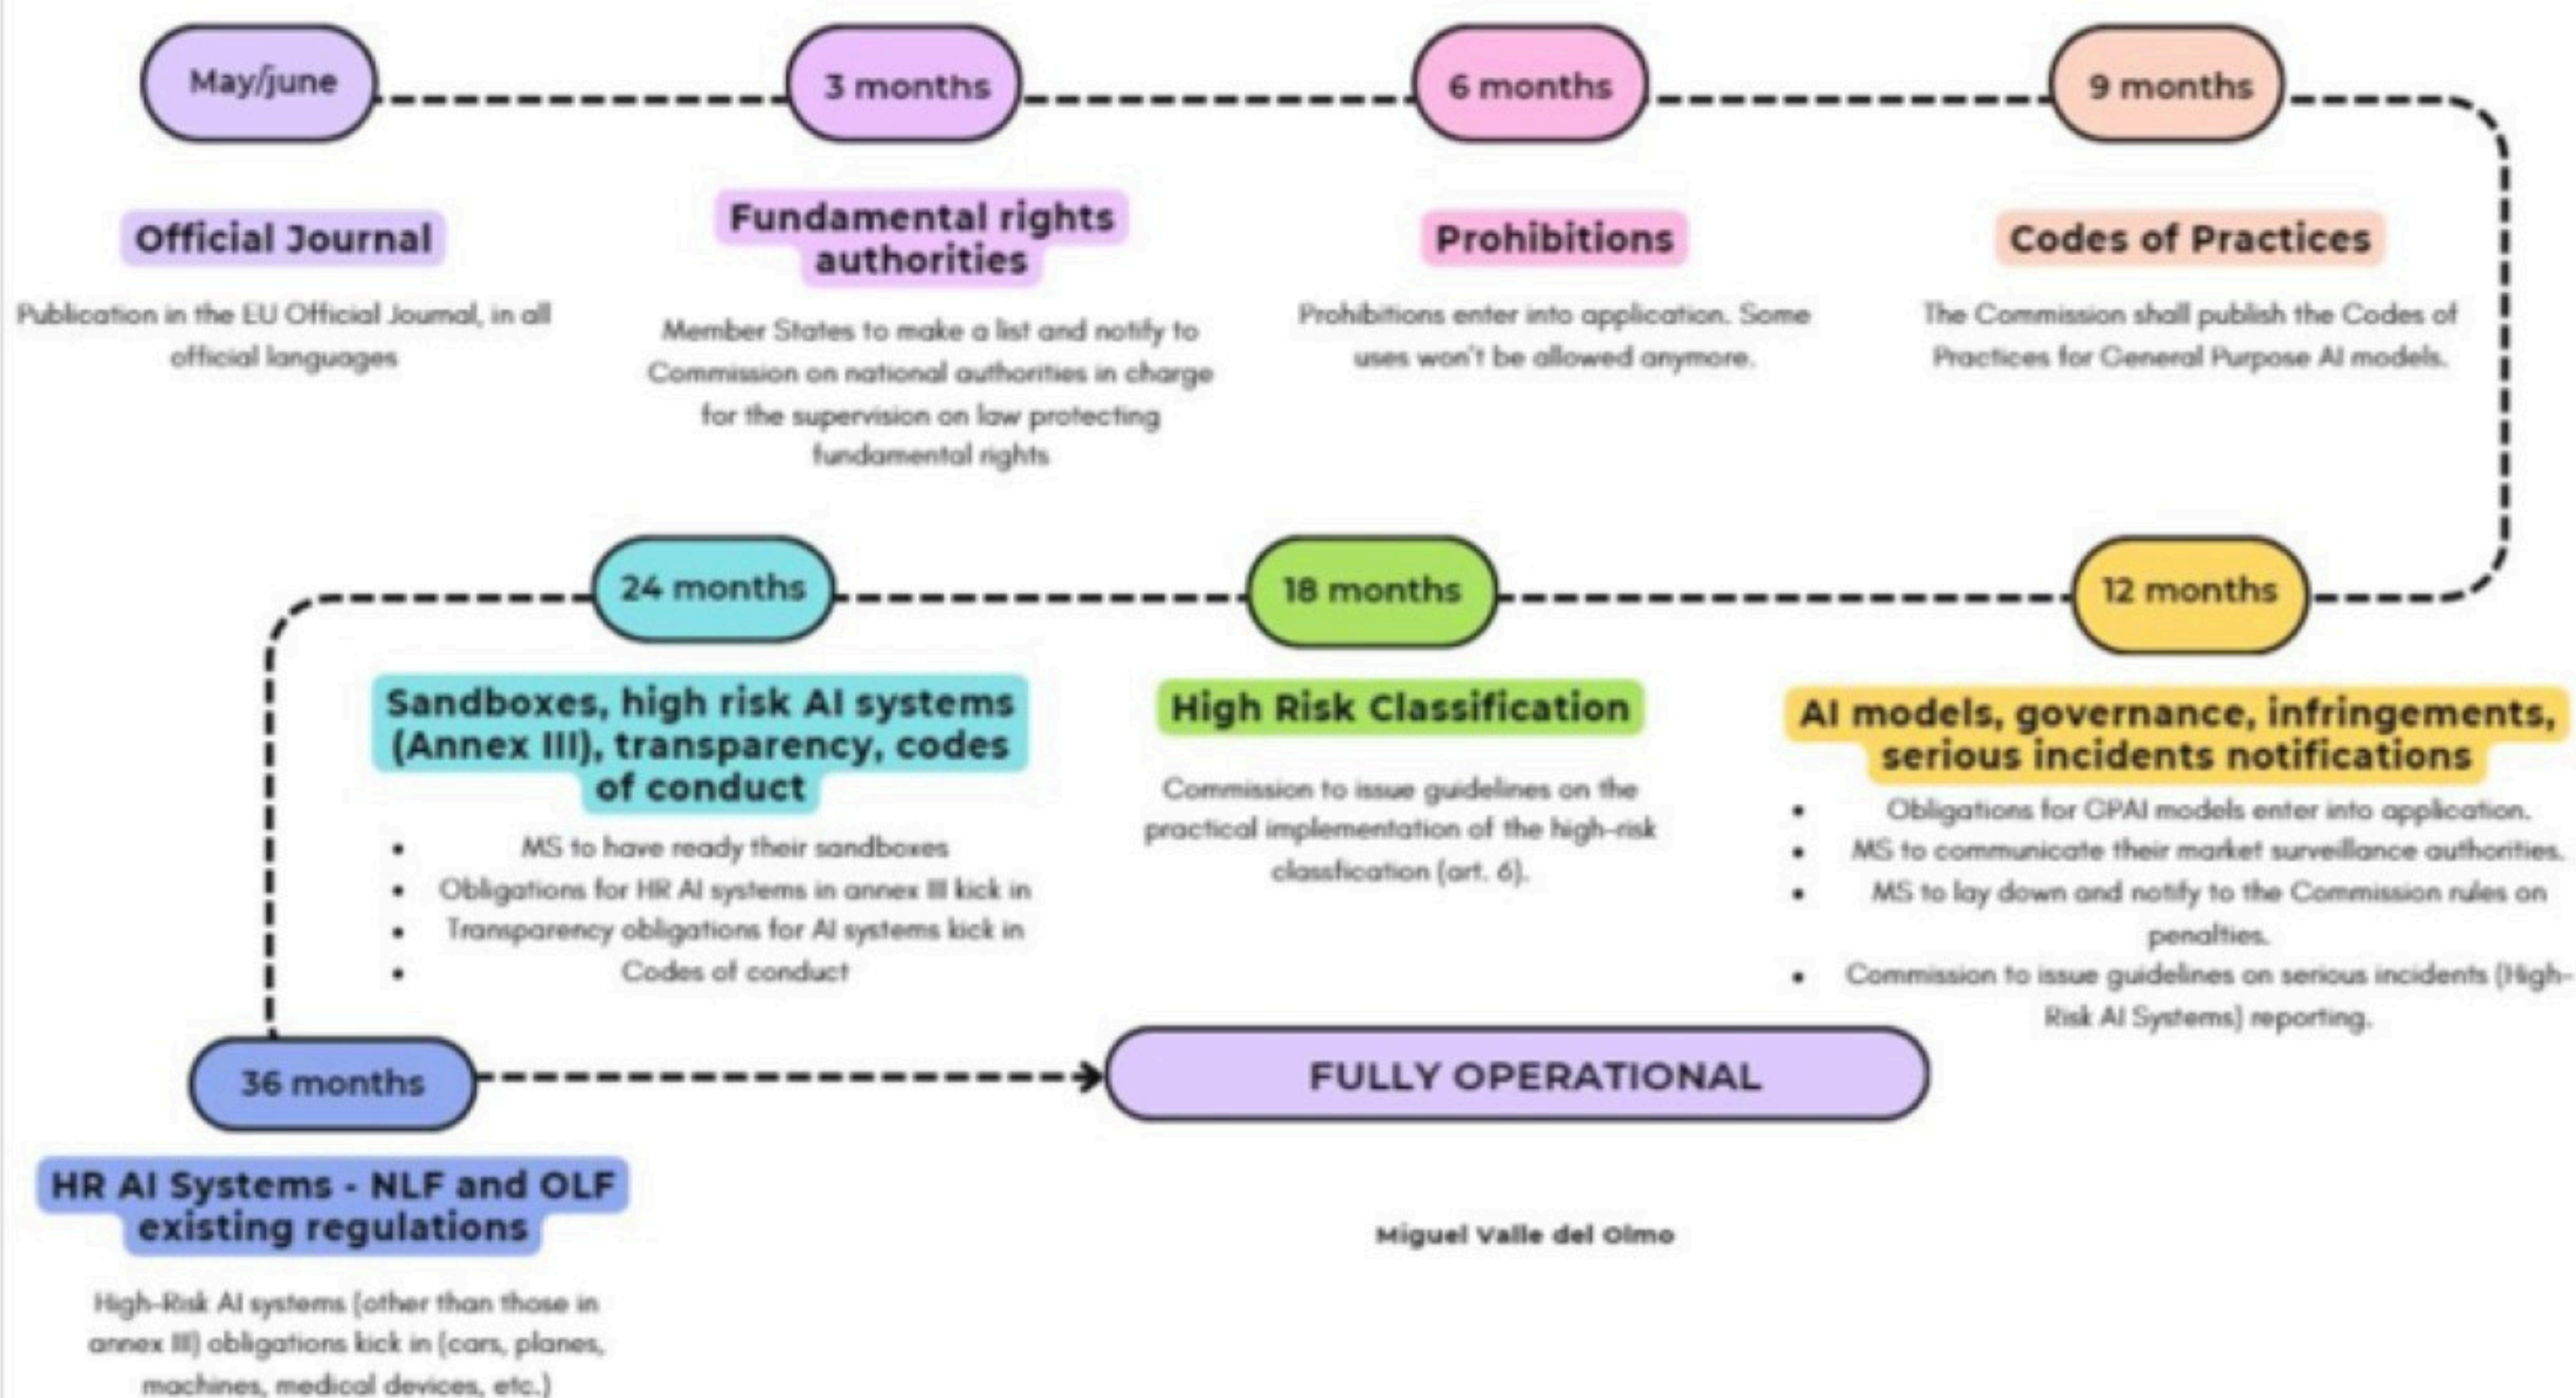 May/june
Official Journal
Publication in the EU Official Journal, in all
official languages
3 months
Fundamental rights
authorities
Member States to make a list and notify to
Commission on national authorities in charge
for the supervision on law protecting
fundamental rights
6 months
Prohibitions
Prohibitions enter into application. Some
uses won't be allowed anymore.
9 months
Codes of Practices
The Commission shall publish the Codes of
Practices for General Purpose AI models.
12 months
AI models, governance, infringements,
serious incidents notifications
• Obligations for GPAI models enter into application.
• MS to communicate their market surveillance authorities.
• MS to lay down and notify to the Commission rules on
penalties.
• Commission to issue guidelines on serious incidents (High-
Risk AI Systems) reporting.
18 months
High Risk Classification
Commission to issue guidelines on the
practical implementation of the high-risk
classfication (art. 6).
24 months
Sandboxes, high risk AI systems
(Annex III), transparency, codes
of conduct
• MS to have ready their sandboxes
• Obligations for HR AI systems in annex III kick in
• Transparency obligations for AI systems kick in
• Codes of conduct
36 months
HR AI Systems - NLF and OLF
existing regulations
High-Risk AI systems (other than those in
annex III) obligations kick in (cars, planes,
machines, medical devices, etc.)
FULLY OPERATIONAL
Miguel Valle del Olmo